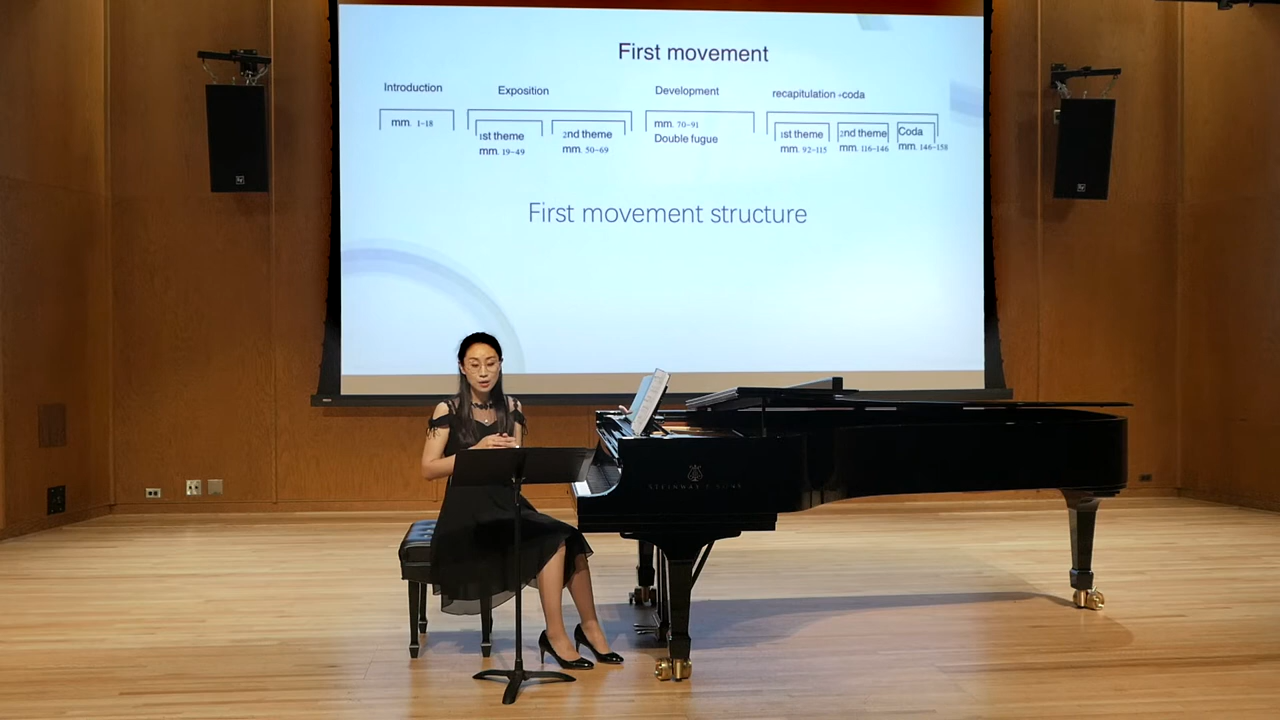 First movement
Introduction
Exposition
Development
recapitulation -coda
mm. 1-18
1st theme
mm. 19-49
2nd theme
mm. 50-69
mm. 70-91
Double fugue
1st theme
mm. 92-115
2nd theme
mm. 116-146
Coda
mm. 146-158
First movement structure
STEINWAY & SONS